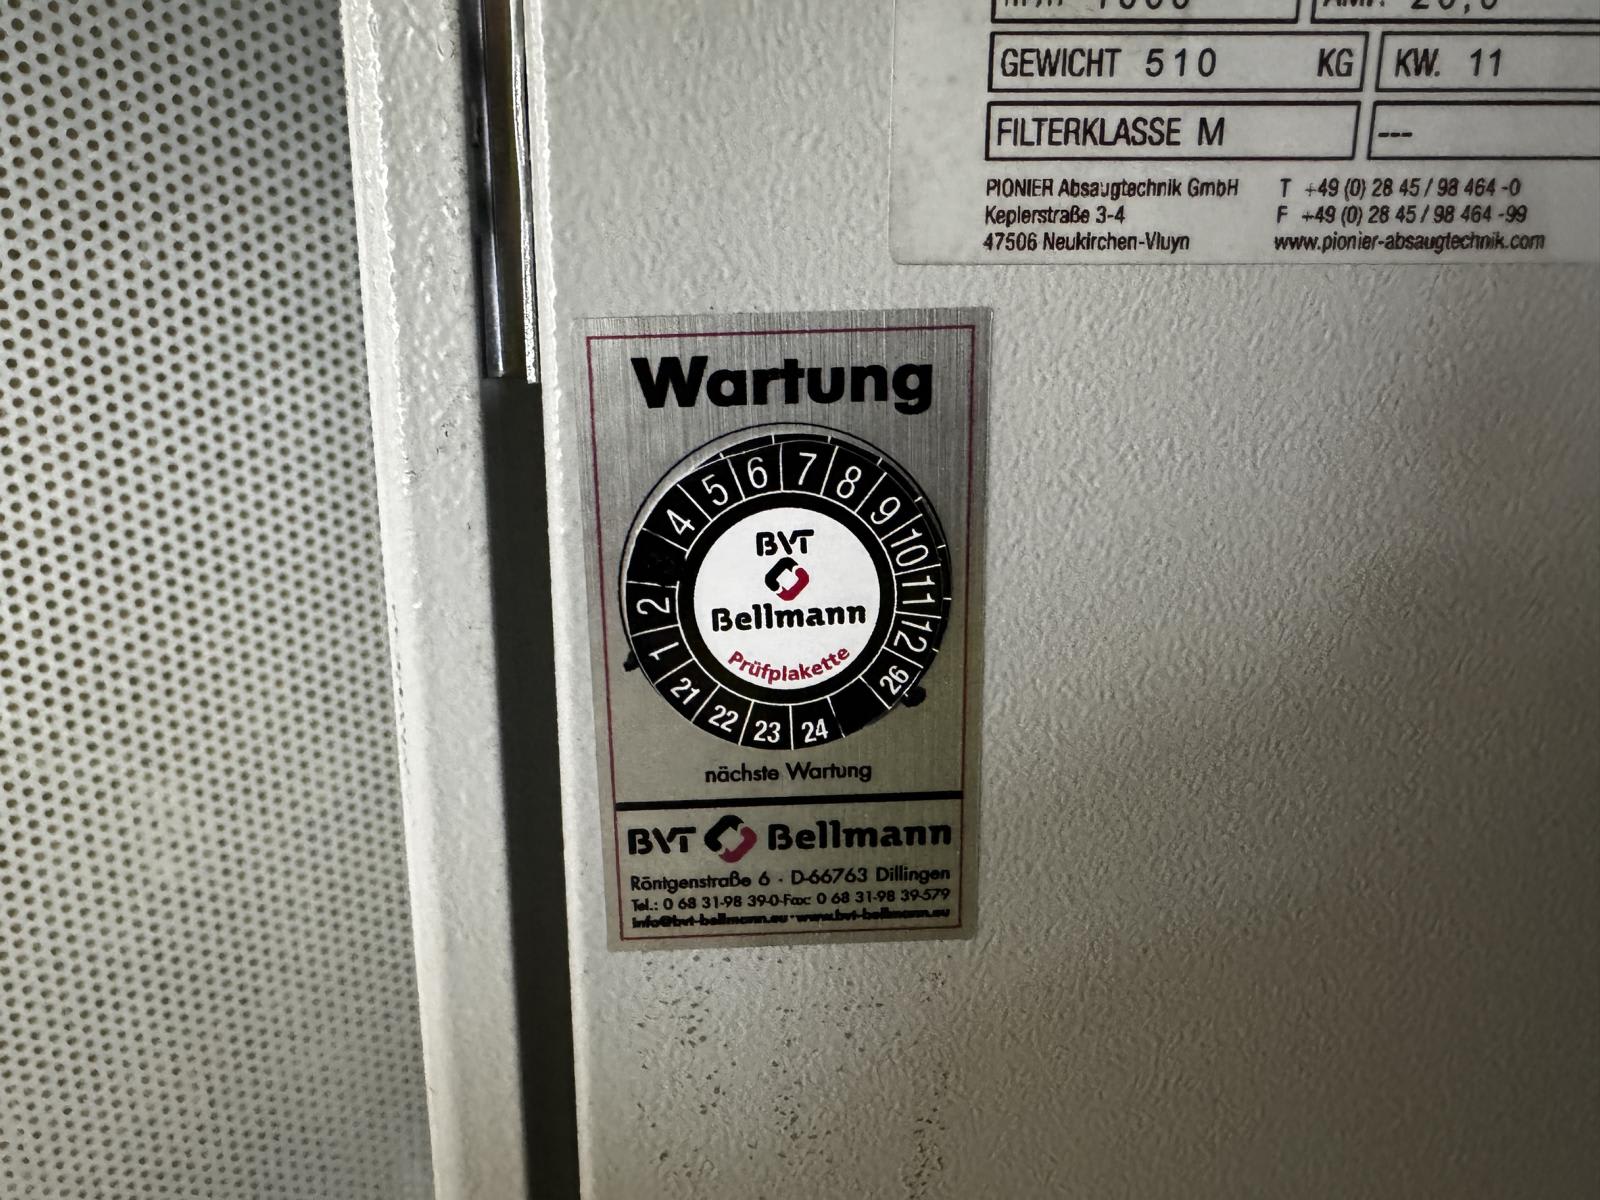 GEWICHT 510 KG KW. 11
FILTERKLASSE M ---
PIONIER Absaugtechnik GmbH T +49 (0) 28 45 / 98 464 -0
Keplerstraße 3-4 F +49 (0) 28 45 / 98 464 -99
47506 Neukirchen-Vluyn www.pionier-absaugtechnik.com
Wartung
1 2 4 5 6 7 8 9 10 11 12
21 22 23 24 26
BVT
Bellmann
Prüfplakette
nächste Wartung
BVT Bellmann
Röntgenstraße 6 · D-66763 Dillingen
Tel.: 0 68 31-98 39-0-Fax: 0 68 31-98 39-579
info@bvt-bellmann.eu · www.bvt-bellmann.eu